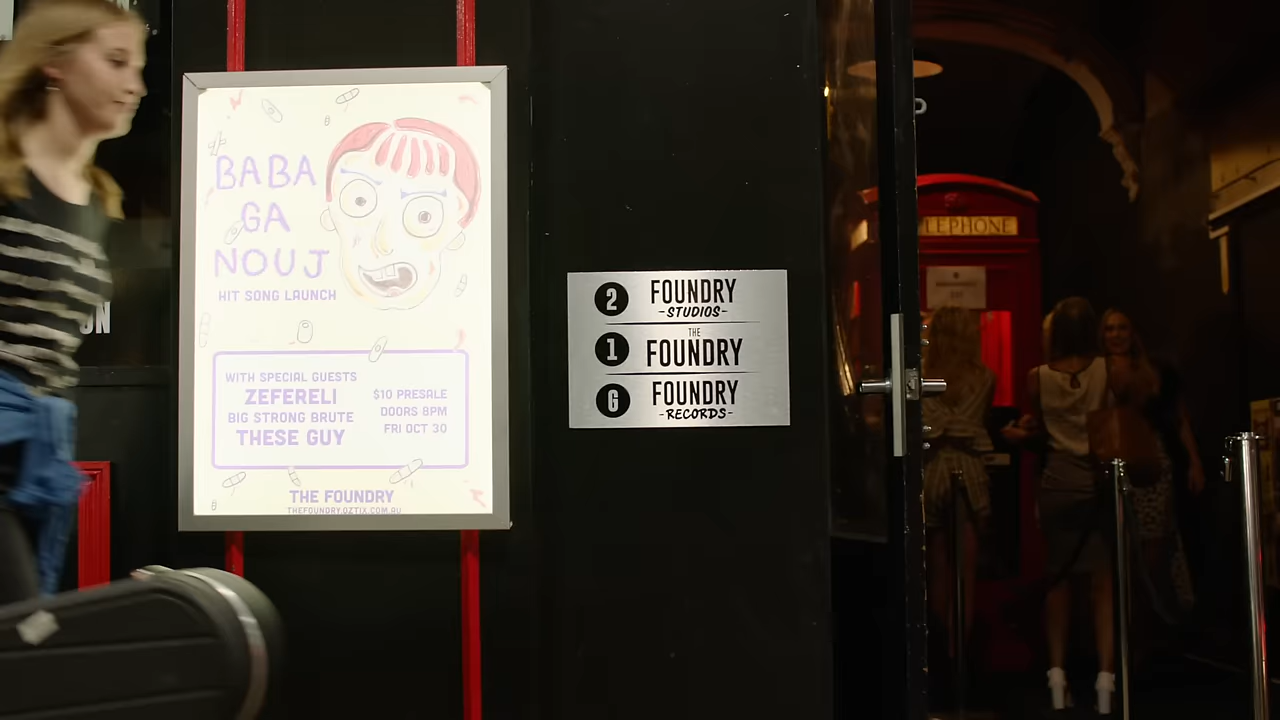 BABA
GA
NOUJ
HIT SONG LAUNCH
WITH SPECIAL GUESTS
ZEFERELI
BIG STRONG BRUTE
THESE GUY
$10 PRESALE
DOORS 8PM
FRI OCT 30
THE FOUNDRY
THEFOUNDRY.OZTIX.COM.AU
2 FOUNDRY
-STUDIOS-
THE
1 FOUNDRY
G FOUNDRY
-RECORDS-
TELEPHONE